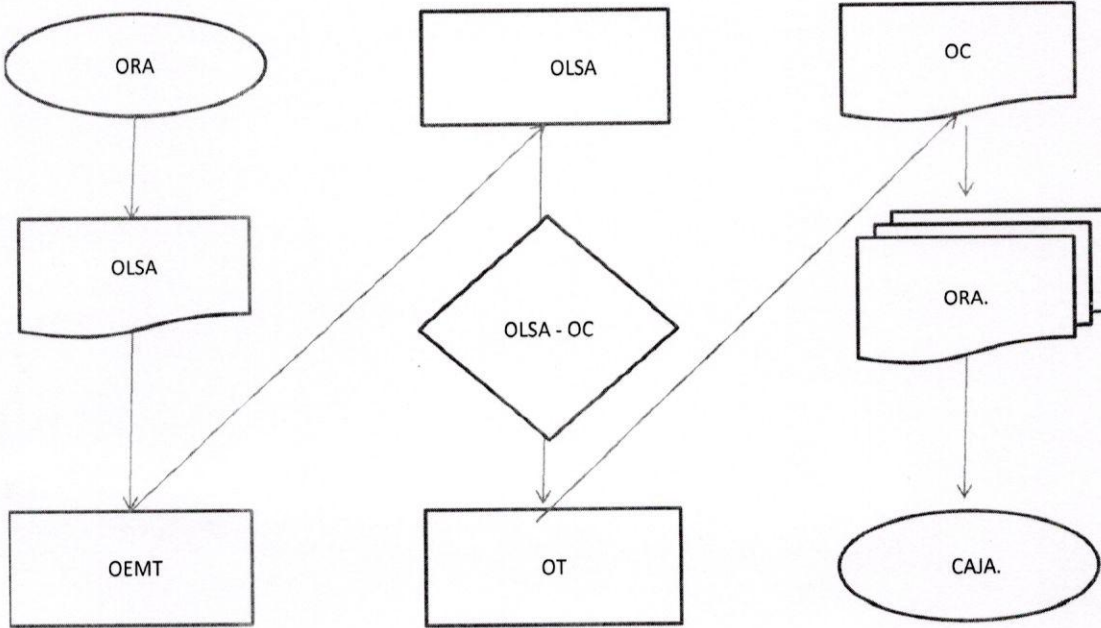 ORA
OLSA
OEMT
OLSA
OLSA - OC
OT
OC
ORA.
CAJA.